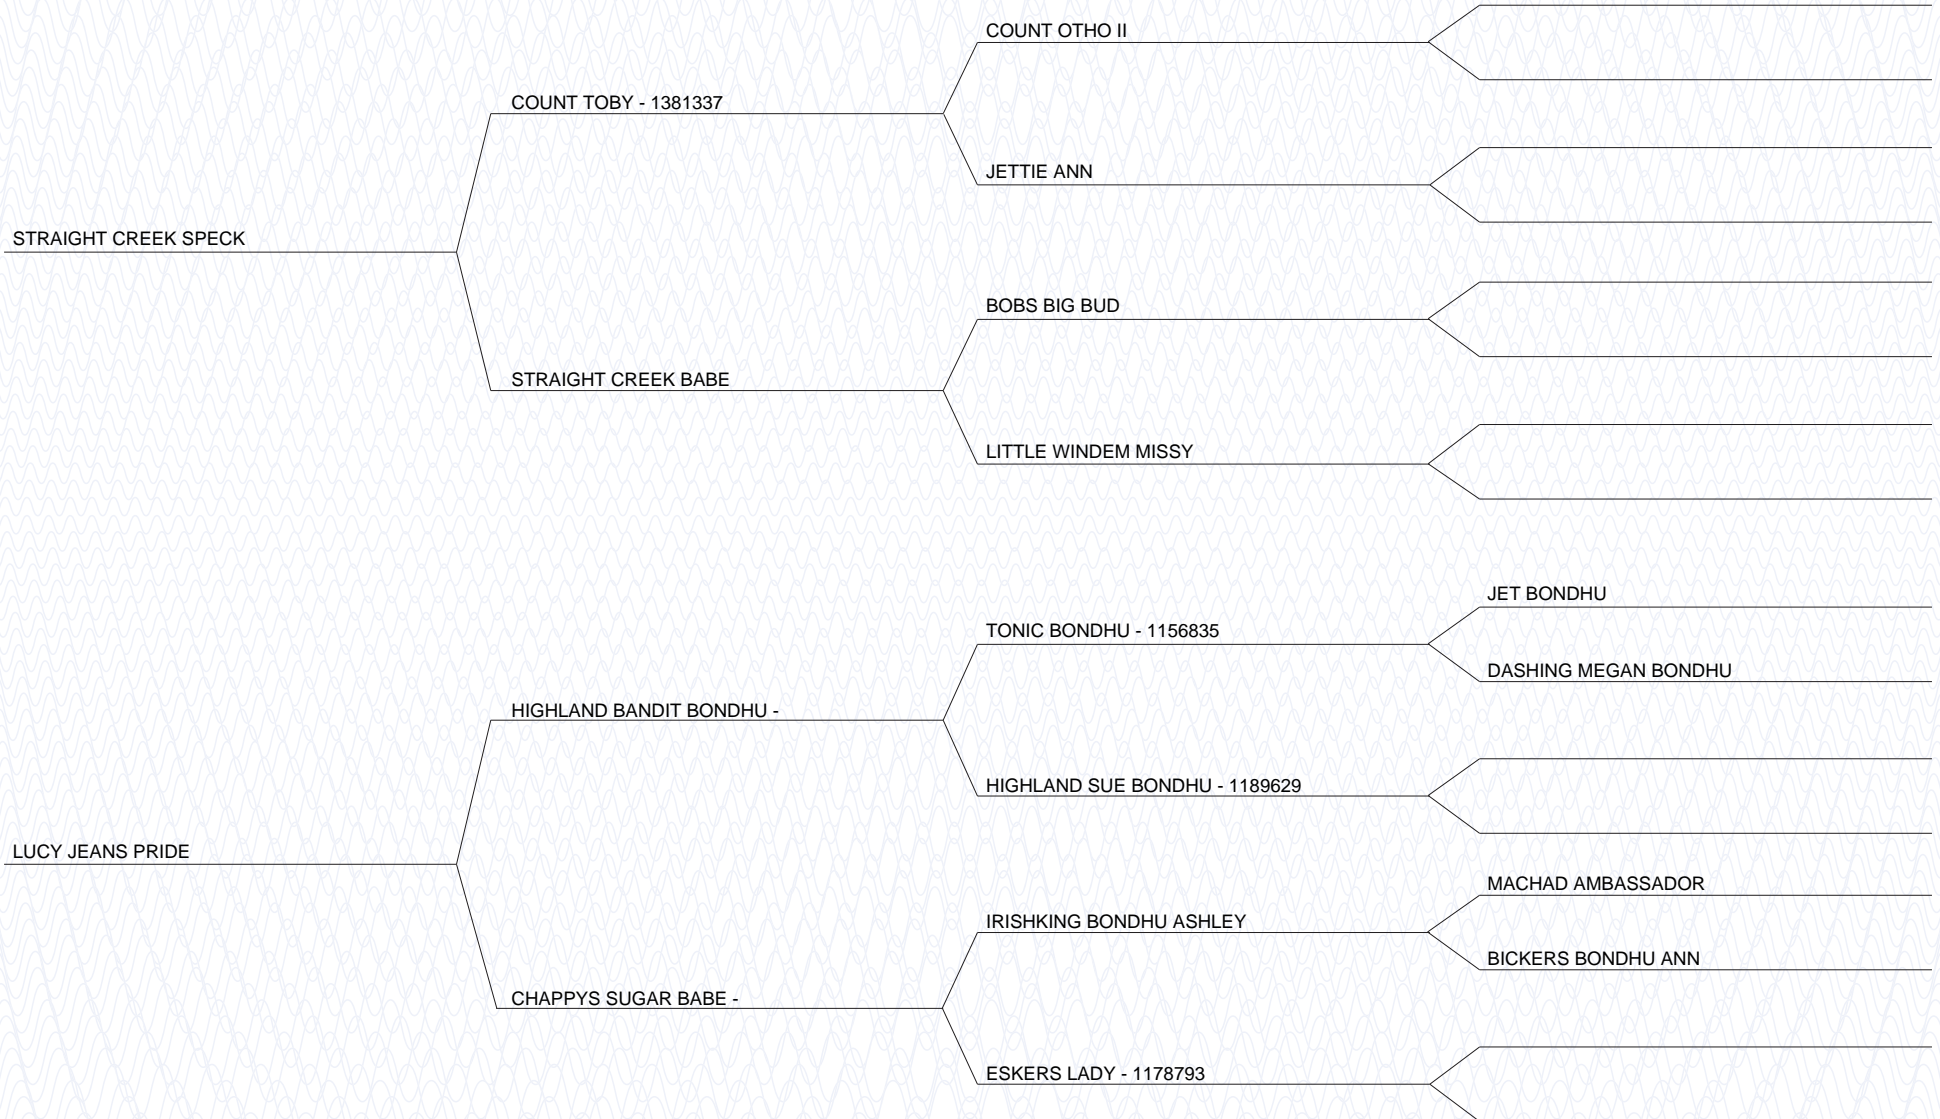 COUNT OTHO II
COUNT TOBY - 1381337
JETTIE ANN
STRAIGHT CREEK SPECK
BOBS BIG BUD
STRAIGHT CREEK BABE
LITTLE WINDEM MISSY
JET BONDHU
TONIC BONDHU - 1156835
DASHING MEGAN BONDHU
HIGHLAND BANDIT BONDHU -
HIGHLAND SUE BONDHU - 1189629
LUCY JEANS PRIDE
MACHAD AMBASSADOR
IRISHKING BONDHU ASHLEY
BICKERS BONDHU ANN
CHAPPYS SUGAR BABE -
ESKERS LADY - 1178793